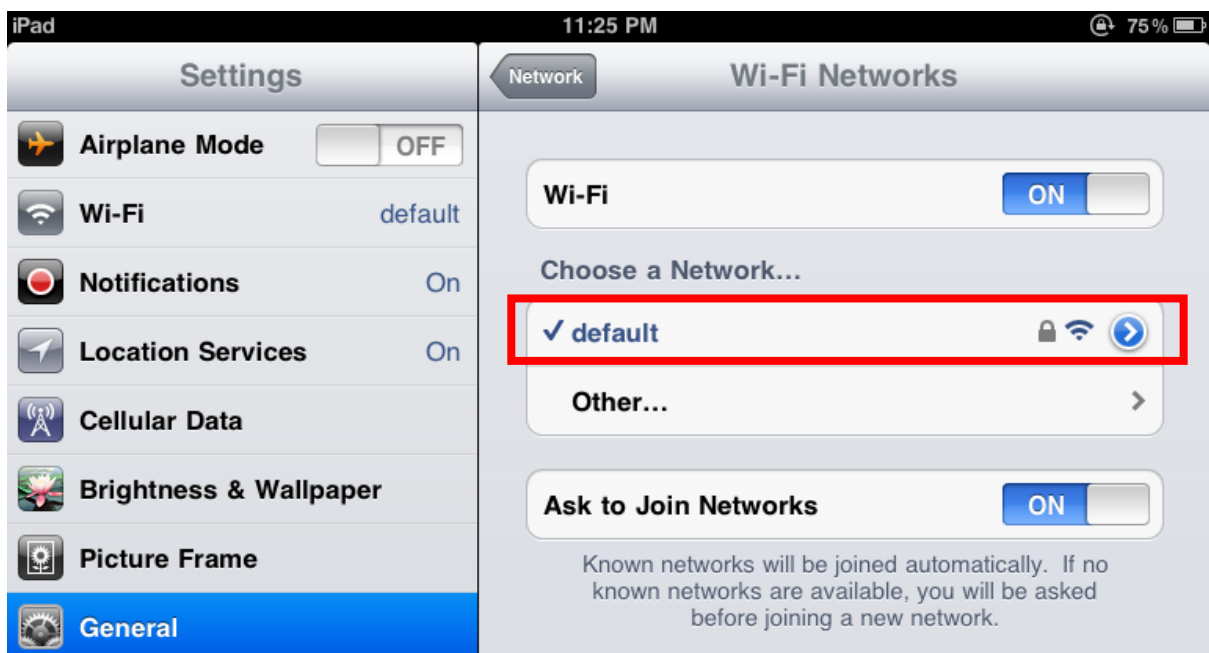 iPad
11:25 PM
75%
Settings
Airplane Mode OFF
Wi-Fi default
Notifications On
Location Services On
Cellular Data
Brightness & Wallpaper
Picture Frame
General
Network
Wi-Fi Networks
Wi-Fi ON
Choose a Network...
default
Other...
Ask to Join Networks ON
Known networks will be joined automatically. If no
known networks are available, you will be asked
before joining a new network.